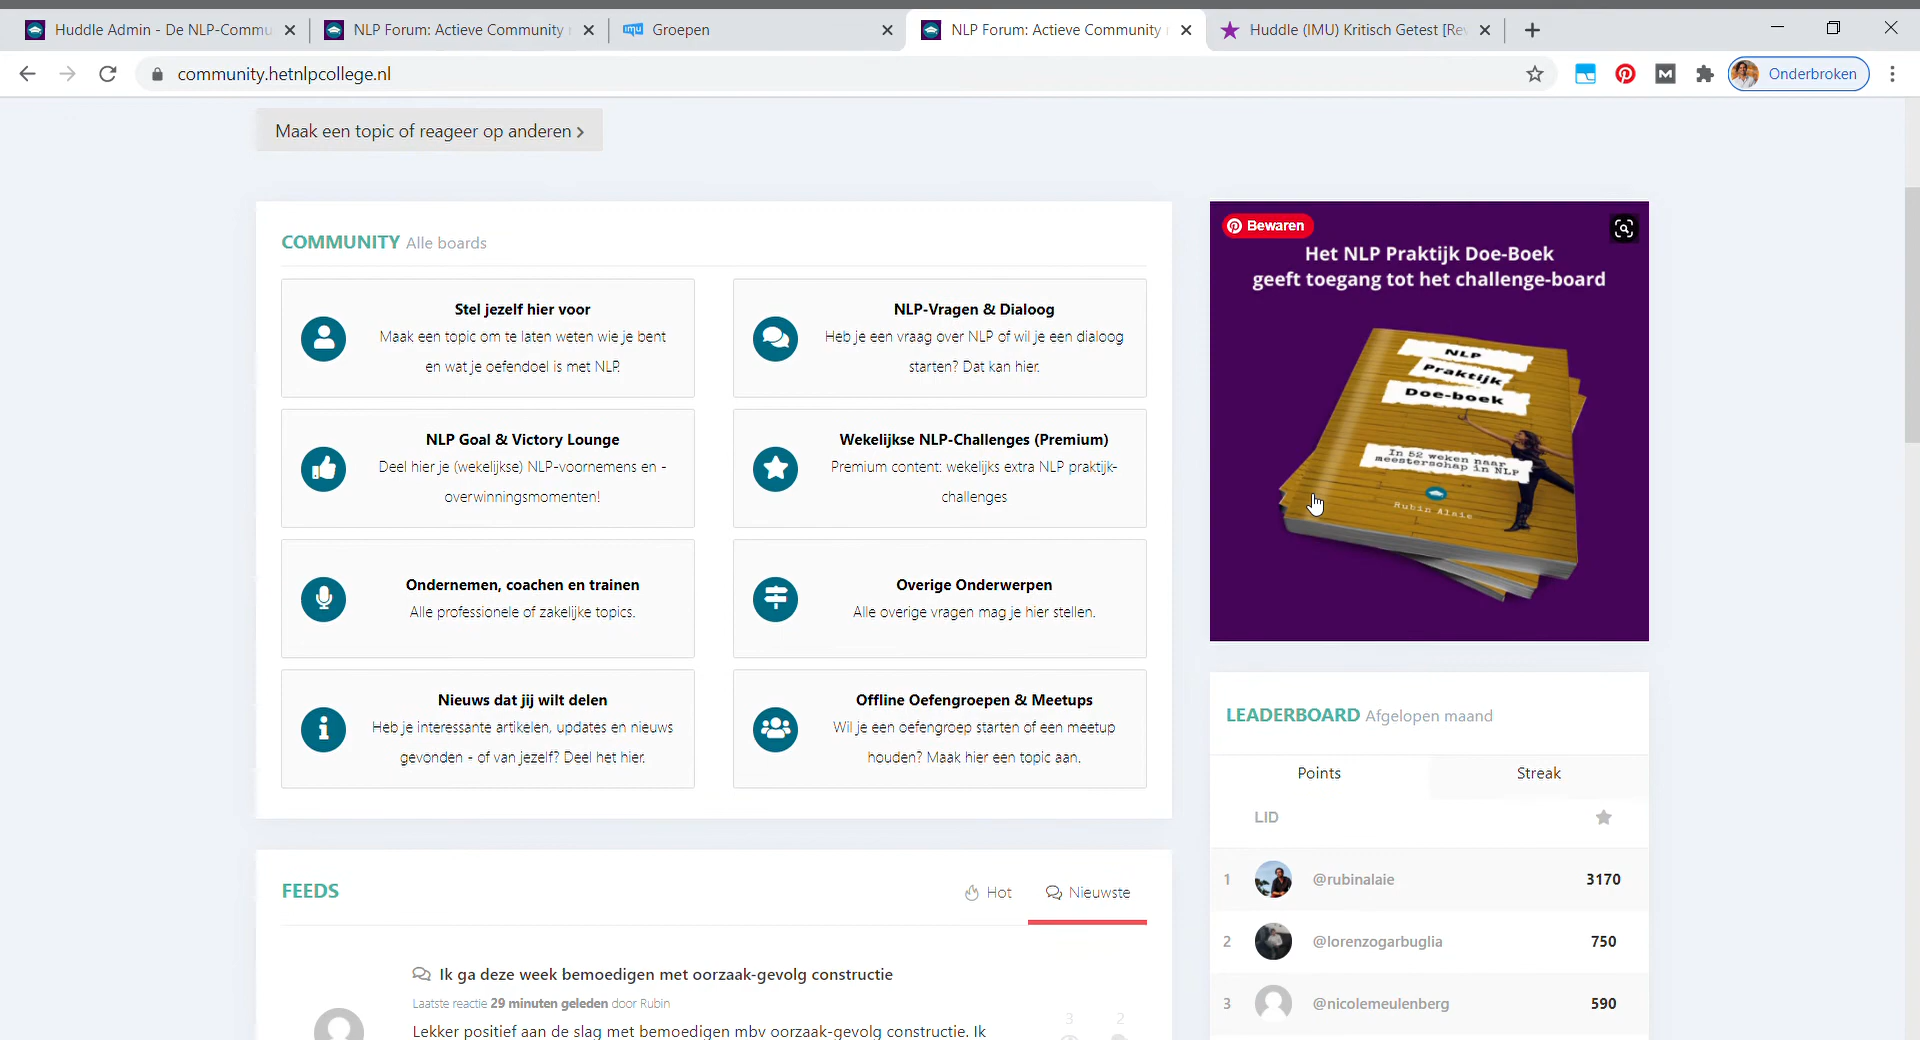 Huddle Admin - De NLP-Commu
NLP Forum: Actieve Community
Groepen
NLP Forum: Actieve Community
Huddle (IMU) Kritisch Getest [Re
community.hetnlpcollege.nl
Onderbroken
Maak een topic of reageer op anderen
COMMUNITY Alle boards
Stel jezelf hier voor
Maak een topic om te laten weten wie je bent
en wat je oefendoel is met NLP.
NLP-Vragen & Dialoog
Heb je een vraag over NLP of wil je een dialoog
starten? Dat kan hier.
NLP Goal & Victory Lounge
Deel hier je (wekelijkse) NLP-voornemens en -
overwinningsmomenten!
Wekelijkse NLP-Challenges (Premium)
Premium content: wekelijks extra NLP praktijk-
challenges
Ondernemen, coachen en trainen
Alle professionele of zakelijke topics.
Overige Onderwerpen
Alle overige vragen mag je hier stellen.
Nieuws dat jij wilt delen
Heb je interessante artikelen, updates en nieuws
gevonden - of van jezelf? Deel het hier.
Offline Oefengroepen & Meetups
Wil je een oefengroep starten of een meetup
houden? Maak hier een topic aan.
Bewaren
Het NLP Praktijk Doe-Boek
geeft toegang tot het challenge-board
NLP
Praktijk
Doe-boek
In 52 weken naar
meesterschap in NLP
Rubin Alaie
LEADERBOARD Afgelopen maand
Points Streak
LID
1 @rubinalaie 3170
2 @lorenzogarbuglia 750
3 @nicolemeulenberg 590
FEEDS
Hot Nieuwste
Ik ga deze week bemoedigen met oorzaak-gevolg constructie
Laatste reactie 29 minuten geleden door Rubin
Lekker positief aan de slag met bemoedigen mbv oorzaak-gevolg constructie. Ik
3 2